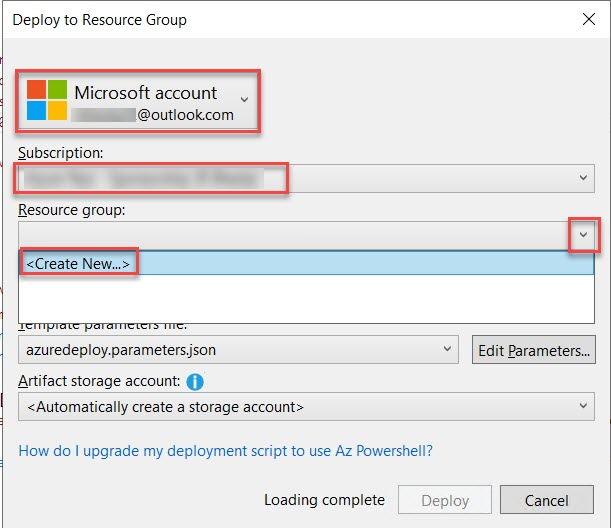 Deploy to Resource Group
Microsoft account
@outlook.com
Subscription:
Resource group:
<Create New...>
Template parameters file:
azuredeploy.parameters.json
Edit Parameters...
Artifact storage account:
<Automatically create a storage account>
How do I upgrade my deployment script to use Az Powershell?
Loading complete
Deploy
Cancel